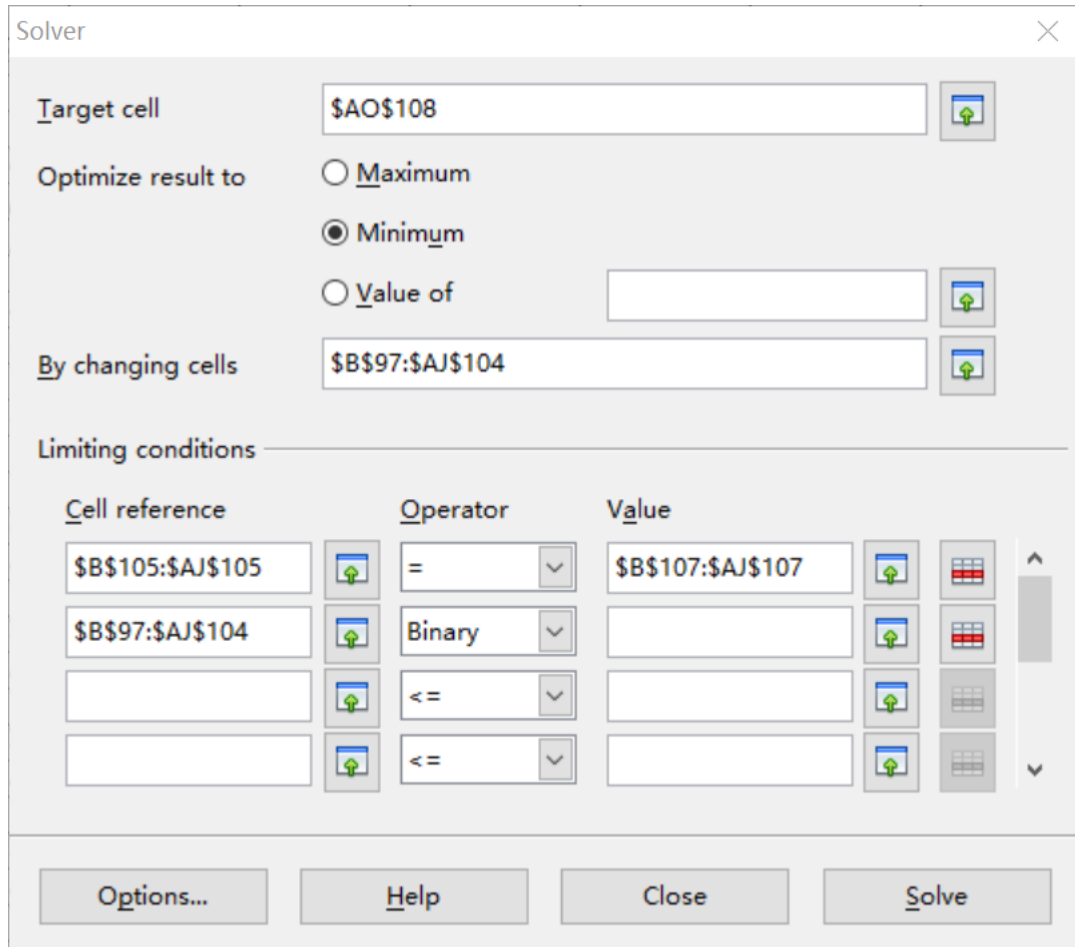 Solver
Target cell
$AO$108
Optimize result to
Maximum
Minimum
Value of
By changing cells
$B$97:$AJ$104
Limiting conditions
Cell reference
Operator
Value
$B$105:$AJ$105
=
$B$107:$AJ$107
$B$97:$AJ$104
Binary
<=
<=
Options...
Help
Close
Solve